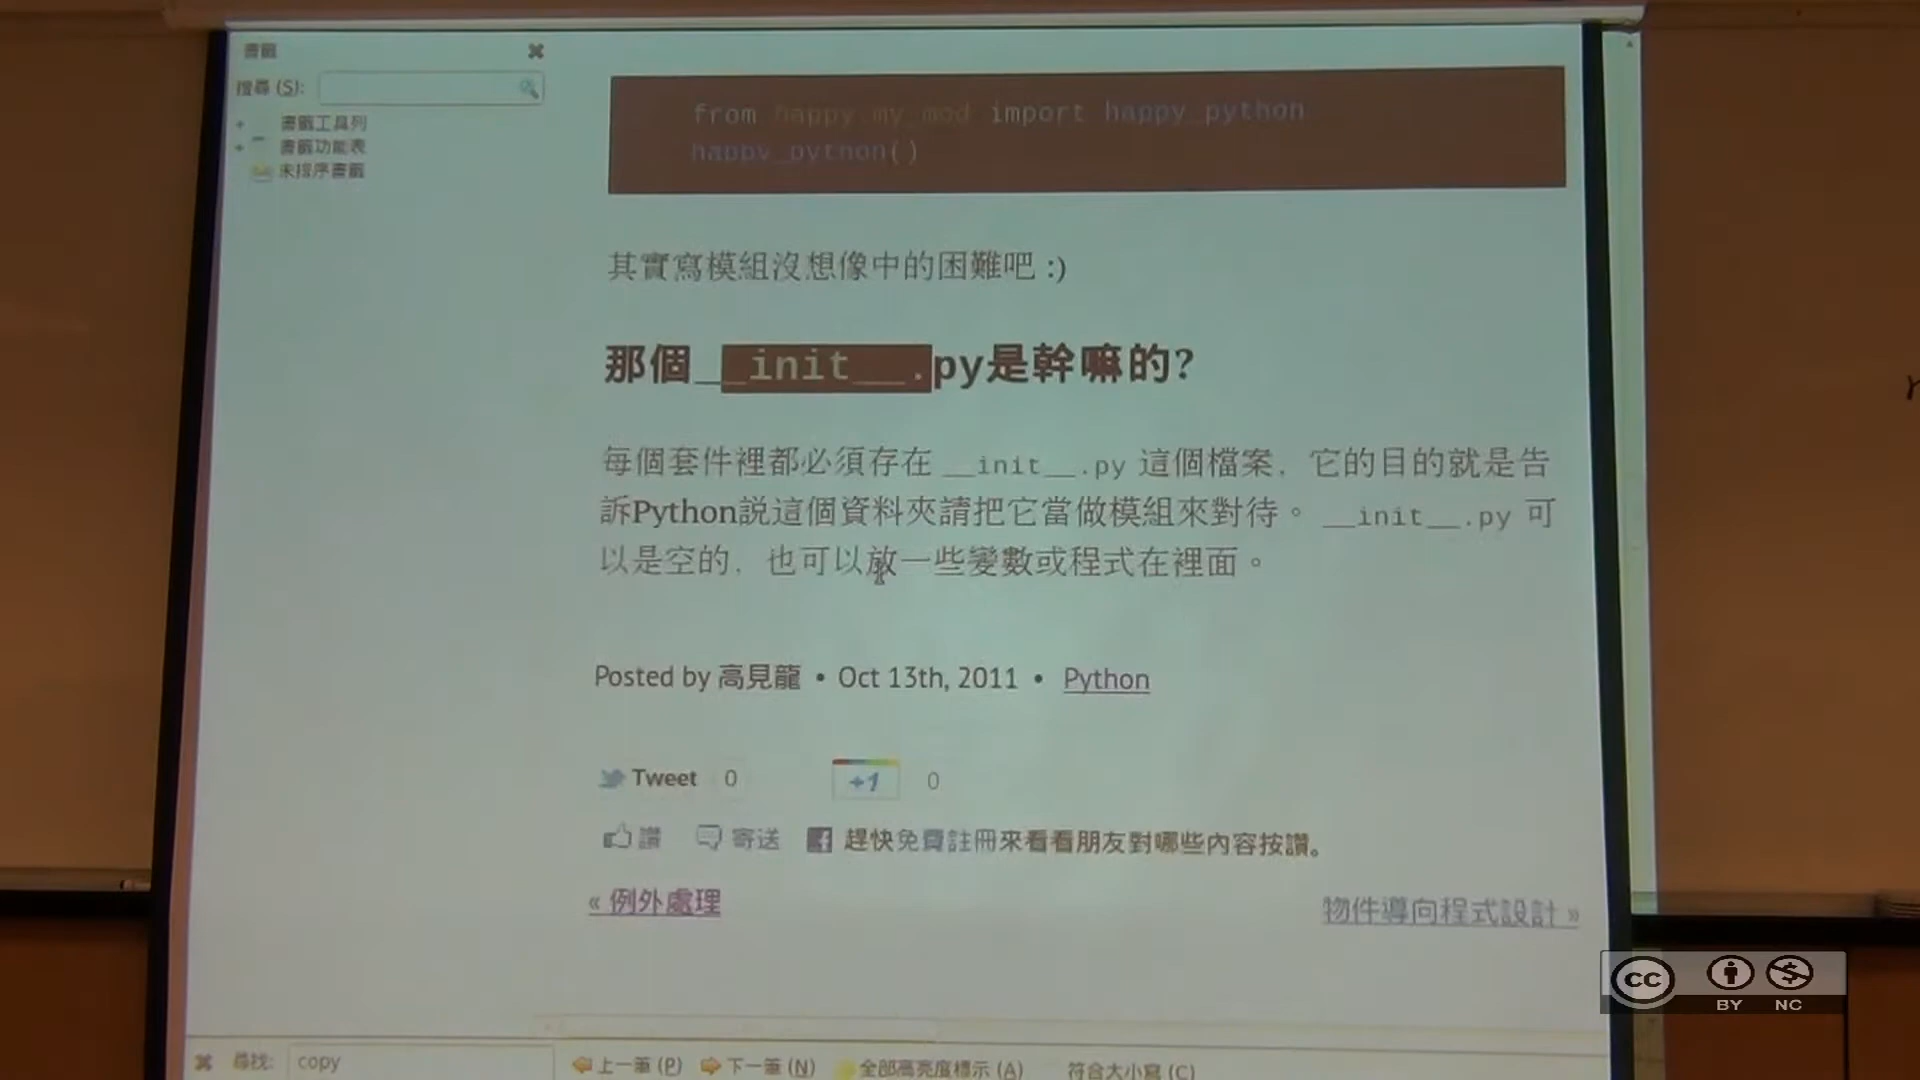 書籤
搜尋 (S):
書籤工具列
書籤功能表
未排序書籤
from happy.my_mod import happy_python
happy_python()
其實寫模組沒想像中的困難吧 :)
那個__init__.py是幹嘛的?
每個套件裡都必須存在 __init__.py 這個檔案，它的目的就是告
訴Python説這個資料夾請把它當做模組來對待。 __init__.py 可
以是空的，也可以放一些變數或程式在裡面。
Posted by 高見龍 • Oct 13th, 2011 • Python
Tweet 0 +1 0
讚 寄送 趕快免費註冊來看看朋友對哪些內容按讚。
« 例外處理 物件導向程式設計 »
尋找: copy 上一筆 (P) 下一筆 (N) 全部高亮度標示 (A) 符合大小寫 (C)
CC BY NC